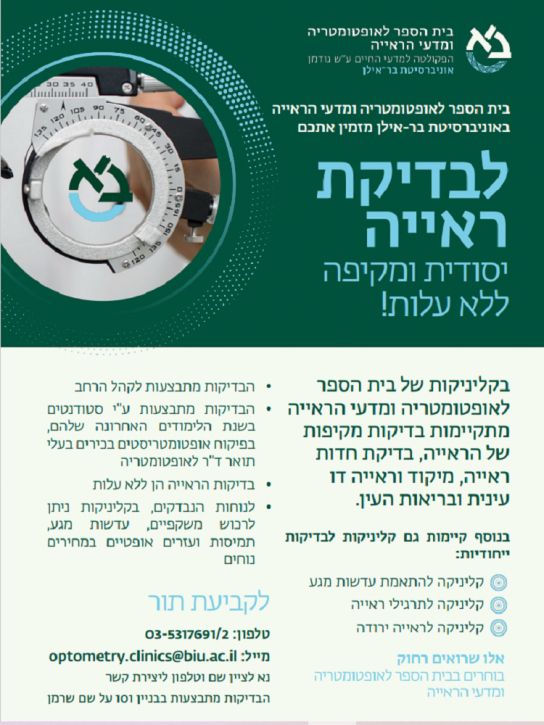 בית הספר לאופטומטריה
ומדעי הראייה
הפקולטה למדעי החיים ע״ש גודמן
אוניברסיטת בר־אילן
בית הספר לאופטומטריה ומדעי הראייה
באוניברסיטת בר-אילן מזמין אתכם
לבדיקת
ראייה
יסודית ומקיפה
ללא עלות!
בקליניקות של בית הספר
לאופטומטריה ומדעי הראייה
מתקיימות בדיקות מקיפות
של הראייה, בדיקת חדות
ראייה, מיקוד וראייה דו
עינית ובריאות העין.
בנוסף קיימות גם קליניקות לבדיקות
ייחודיות:
קליניקה להתאמת עדשות מגע
קליניקה לתרגילי ראייה
קליניקה לראייה ירודה
אלו שרואים רחוק
בוחרים בבית הספר לאופטומטריה
ומדעי הראייה
• הבדיקות מתבצעות לקהל הרחב
• הבדיקות מתבצעות ע״י סטודנטים
בשנת הלימודים האחרונה שלהם,
בפיקוח אופטומטריסטים בכירים בעלי
תואר ד״ר לאופטומטריה
• בדיקות הראייה הן ללא עלות
• לנוחות הנבדקים, בקליניקות ניתן
לרכוש משקפיים, עדשות מגע,
תמיסות ועזרים אופטיים במחירים
נוחים
לקביעת תור
טלפון: 03-5317691/2
מייל: optometry.clinics@biu.ac.il
נא לציין שם וטלפון ליצירת קשר
הבדיקות מתבצעות בבניין 101 על שם שרמן